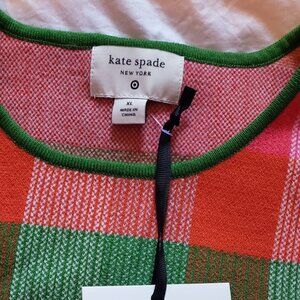 kate spade
NEW YORK
XL
MADE IN
CHINA